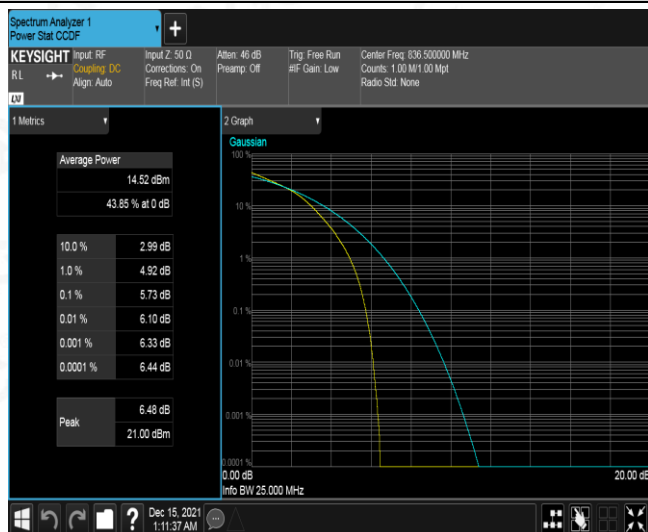 Spectrum Analyzer 1
Power Stat CCDF
KEYSIGHT
RL
LXI
Input: RF
Coupling: DC
Align: Auto
Input Z: 50 Ω
Corrections: On
Freq Ref: Int (S)
Atten: 46 dB
Preamp: Off
Trig: Free Run
#IF Gain: Low
Center Freq: 836.500000 MHz
Counts: 1.00 M/1.00 Mpt
Radio Std: None
1 Metrics
Average Power
14.52 dBm
43.85 % at 0 dB
10.0 % 2.99 dB
1.0 % 4.92 dB
0.1 % 5.73 dB
0.01 % 6.10 dB
0.001 % 6.33 dB
0.0001 % 6.44 dB
Peak
6.48 dB
21.00 dBm
2 Graph
Gaussian
100 %
10 %
1 %
0.1 %
0.01 %
0.001 %
0.0001 %
0.00 dB
20.00 dB
Info BW 25.000 MHz
?
Dec 15, 2021
1:11:37 AM